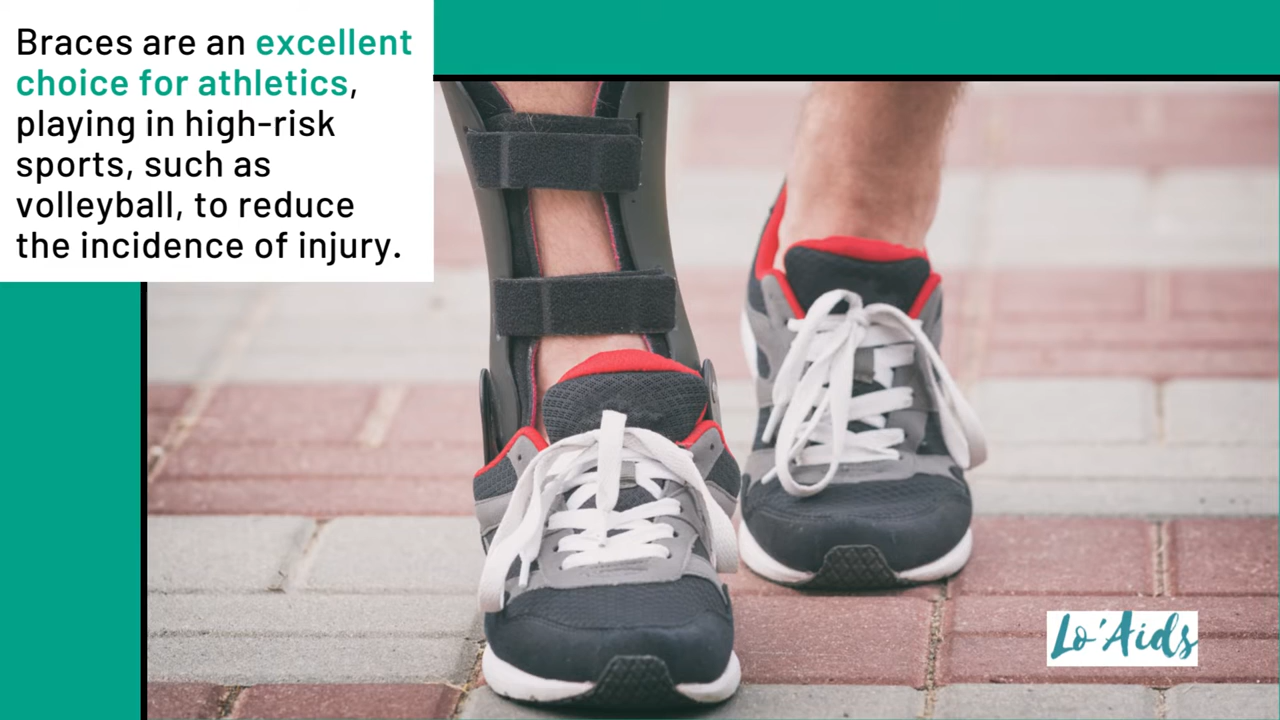 Braces are an excellent
choice for athletics,
playing in high-risk
sports, such as
volleyball, to reduce
the incidence of injury.
Lo'Aids